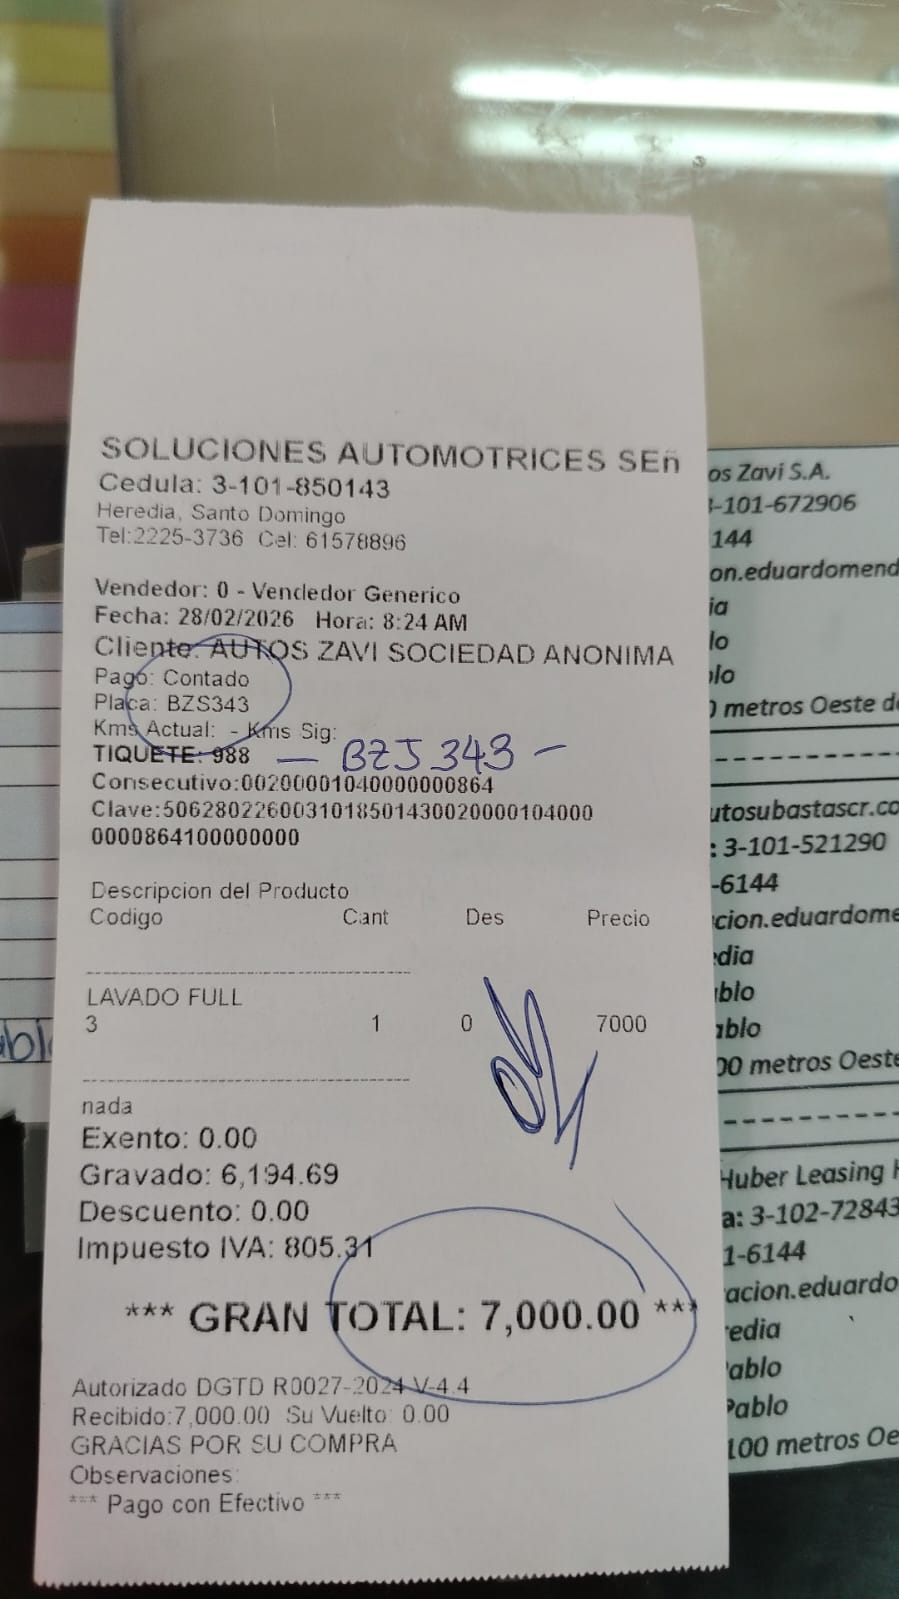 SOLUCIONES AUTOMOTRICES SEñ
Cedula: 3-101-850143
Heredia, Santo Domingo
Tel:2225-3736 Cel: 61578896
Vendedor: 0 - Vendedor Generico
Fecha: 28/02/2026 Hora: 8:24 AM
Cliente: AUTOS ZAVI SOCIEDAD ANONIMA
Pago: Contado
Placa: BZS343
Kms Actual: - Kms Sig:
TIQUETE: 988 — BZJ 343 —
Consecutivo:00200001040000000864
Clave:50628022600310185014300200001040000
0000864100000000
Descripcion del Producto
Codigo Cant Des Precio
LAVADO FULL
3 1 0 7000
nada
Exento: 0.00
Gravado: 6,194.69
Descuento: 0.00
Impuesto IVA: 805.31
*** GRAN TOTAL: 7,000.00 ***
Autorizado DGTD R0027-2024 V-4.4
Recibido:7,000.00 Su Vuelto: 0.00
GRACIAS POR SU COMPRA
Observaciones:
*** Pago con Efectivo ***
os Zavi S.A.
-101-672906
144
on.eduardomend
ia
lo
lo
0 metros Oeste de
utosubastascr.co
: 3-101-521290
-6144
cion.eduardome
edia
ablo
ablo
00 metros Oeste
Huber Leasing
a: 3-102-72843
1-6144
acion.eduardo
edia
ablo
Pablo
100 metros Oe